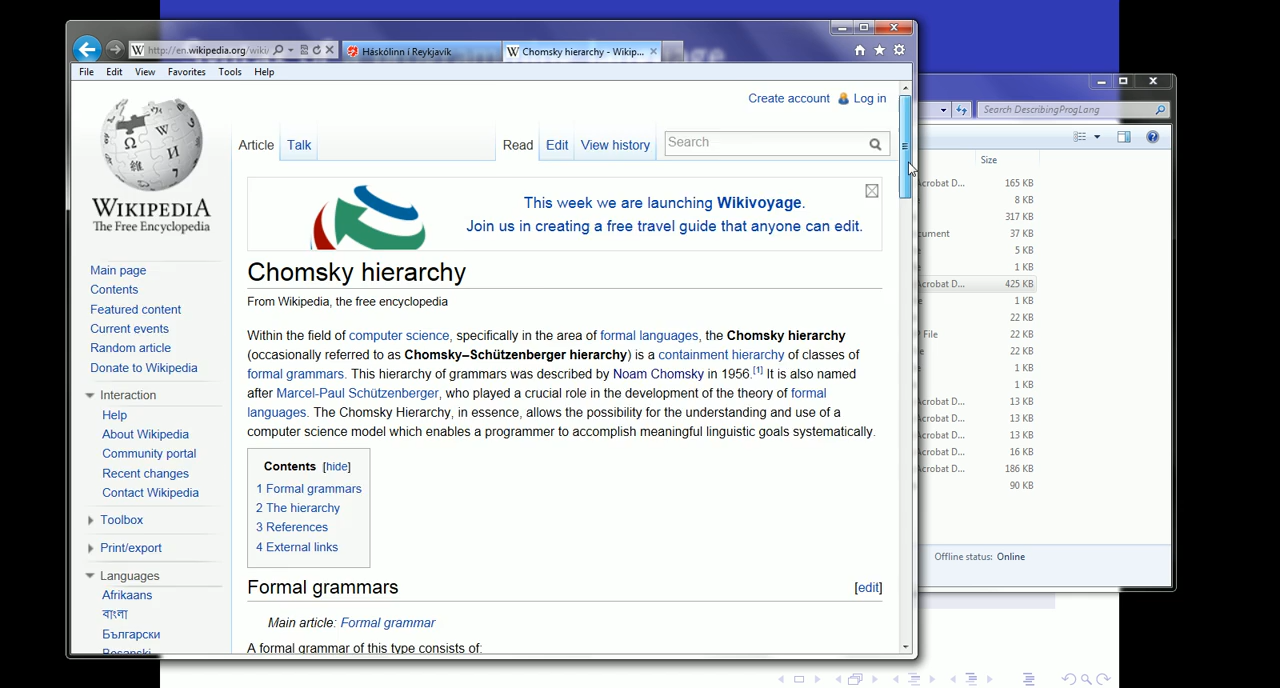 http://en.wikipedia.org/wiki/
Háskólinn í Reykjavík
Chomsky hierarchy - Wikip...
File Edit View Favorites Tools Help
Search DescribingProgLang
Create account Log in
Article Talk Read Edit View history Search
WIKIPEDIA
The Free Encyclopedia
This week we are launching Wikivoyage.
Join us in creating a free travel guide that anyone can edit.
Chomsky hierarchy
From Wikipedia, the free encyclopedia
Within the field of computer science, specifically in the area of formal languages, the Chomsky hierarchy
(occasionally referred to as Chomsky–Schützenberger hierarchy) is a containment hierarchy of classes of
formal grammars. This hierarchy of grammars was described by Noam Chomsky in 1956.[1] It is also named
after Marcel-Paul Schützenberger, who played a crucial role in the development of the theory of formal
languages. The Chomsky Hierarchy, in essence, allows the possibility for the understanding and use of a
computer science model which enables a programmer to accomplish meaningful linguistic goals systematically.
Contents [hide]
1 Formal grammars
2 The hierarchy
3 References
4 External links
Formal grammars [edit]
Main article: Formal grammar
A formal grammar of this type consists of:
Main page
Contents
Featured content
Current events
Random article
Donate to Wikipedia
Interaction
Help
About Wikipedia
Community portal
Recent changes
Contact Wikipedia
Toolbox
Print/export
Languages
Afrikaans
বাংলা
Български
Bosanski
Size
Acrobat D... 165 KB
8 KB
317 KB
cument 37 KB
5 KB
1 KB
Acrobat D... 425 KB
1 KB
22 KB
File 22 KB
22 KB
1 KB
1 KB
Acrobat D... 13 KB
Acrobat D... 13 KB
Acrobat D... 13 KB
Acrobat D... 16 KB
Acrobat D... 186 KB
90 KB
Offline status: Online